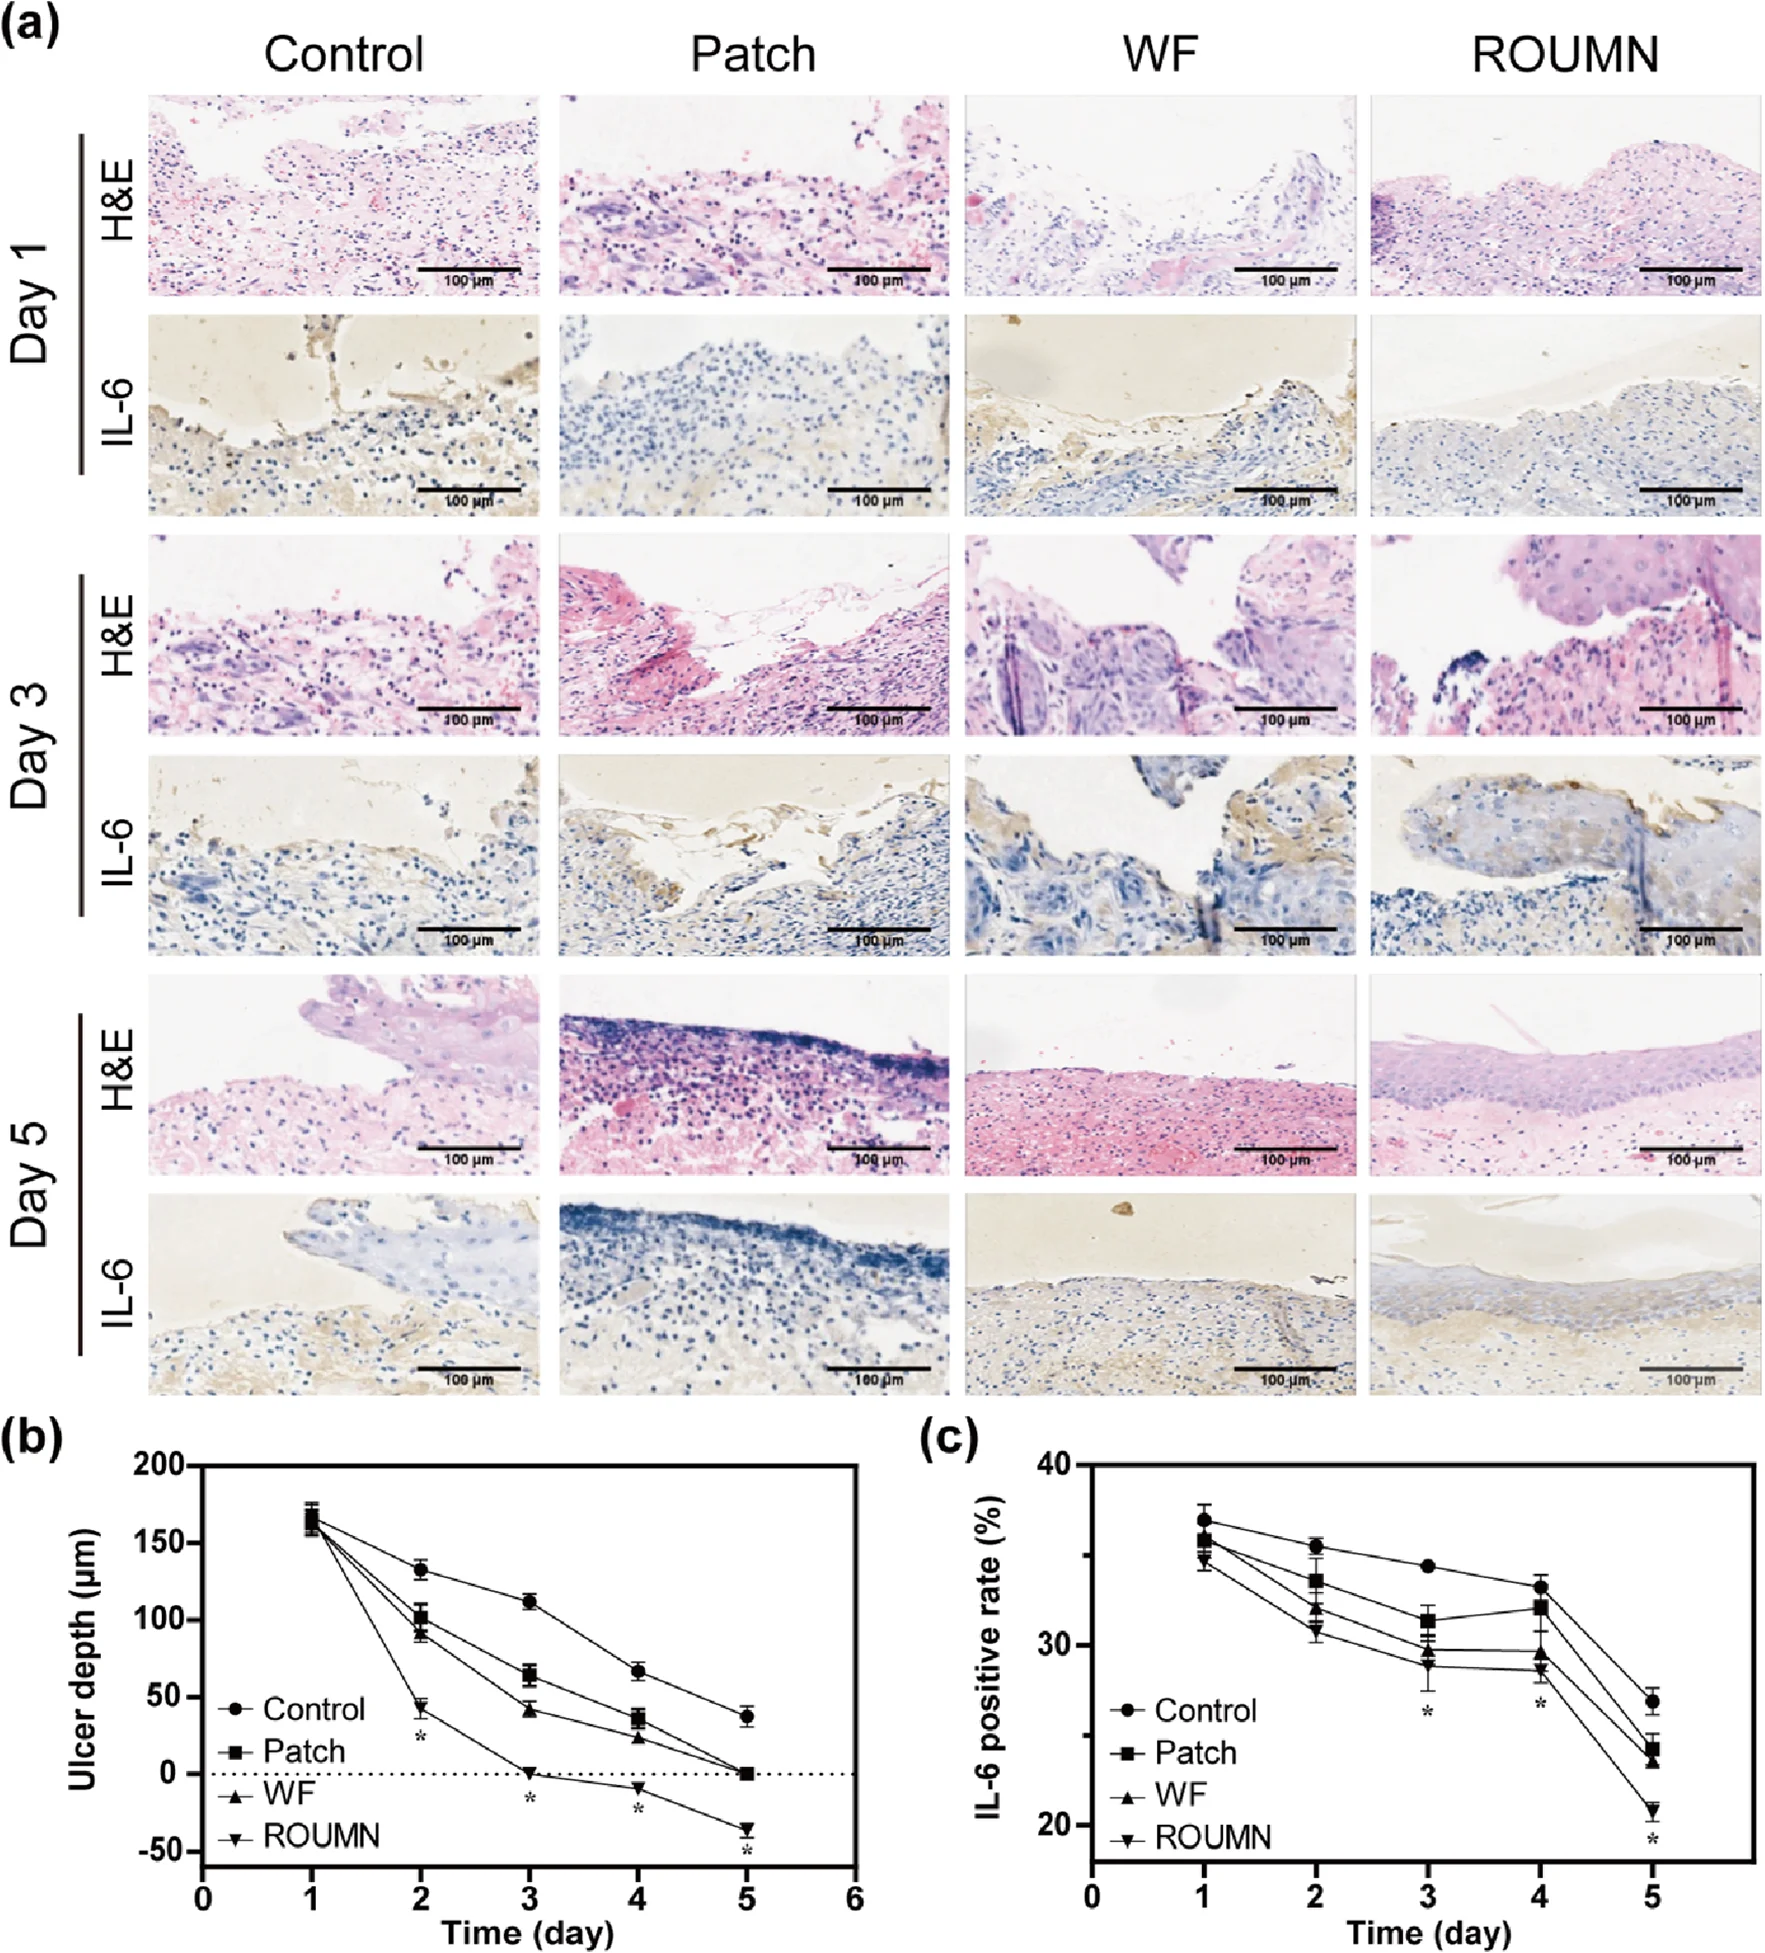 (a)
Control Patch WF ROUMN
Day 1
H&E
100 µm 100 µm 100 µm 100 µm
IL-6
100 µm 100 µm 100 µm 100 µm
Day 3
H&E
100 µm 100 µm 100 µm 100 µm
IL-6
100 µm 100 µm 100 µm 100 µm
Day 5
H&E
100 µm 100 µm 100 µm 100 µm
IL-6
100 µm 100 µm 100 µm 100 µm
(b)
Ulcer depth (µm)
200
150
100
50
0
-50
Control
Patch
WF
ROUMN
* * * *
0 1 2 3 4 5 6
Time (day)
(c)
IL-6 positive rate (%)
40
30
20
Control
Patch
WF
ROUMN
* * *
0 1 2 3 4 5
Time (day)